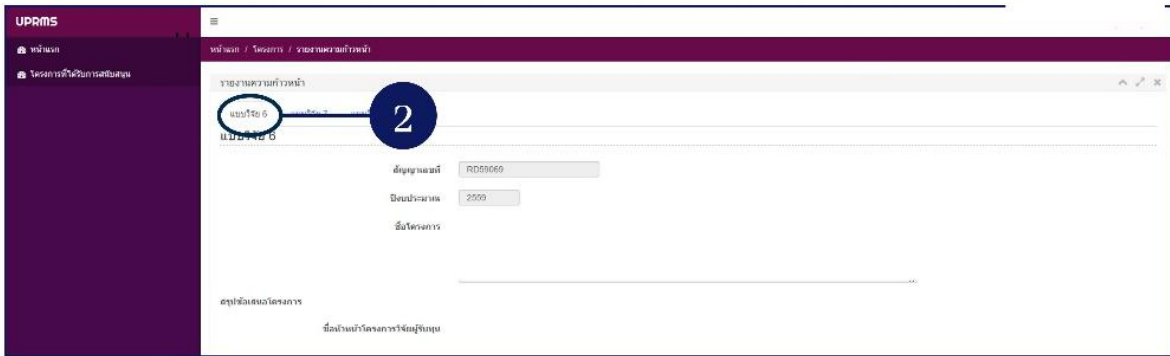 UPRMS
หน้าแรก
โครงการที่ได้รับการสนับสนุน
หน้าแรก / โครงการ / รายงานความก้าวหน้า
รายงานความก้าวหน้า
แบบวิจัย 6
2
แบบวิจัย 6
สัญญาเลขที่ RD59069
ปีงบประมาณ 2559
ชื่อโครงการ
สรุปข้อเสนอโครงการ
ชื่อหัวหน้าโครงการวิจัยผู้รับทุน